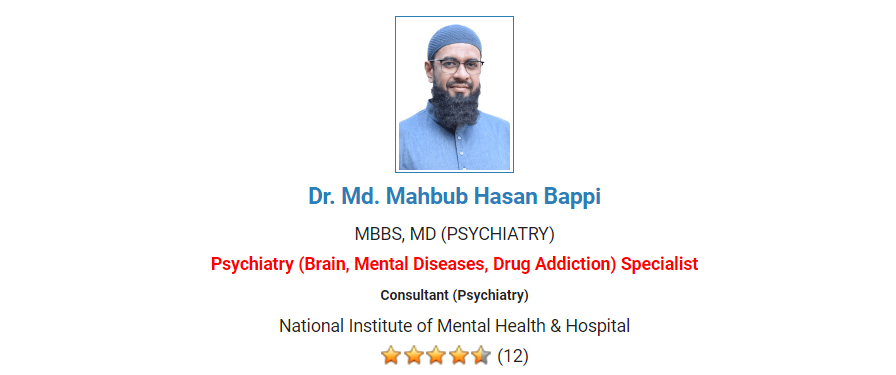 Dr. Md. Mahbub Hasan Bappi
MBBS, MD (PSYCHIATRY)
Psychiatry (Brain, Mental Diseases, Drug Addiction) Specialist
Consultant (Psychiatry)
National Institute of Mental Health & Hospital
(12)